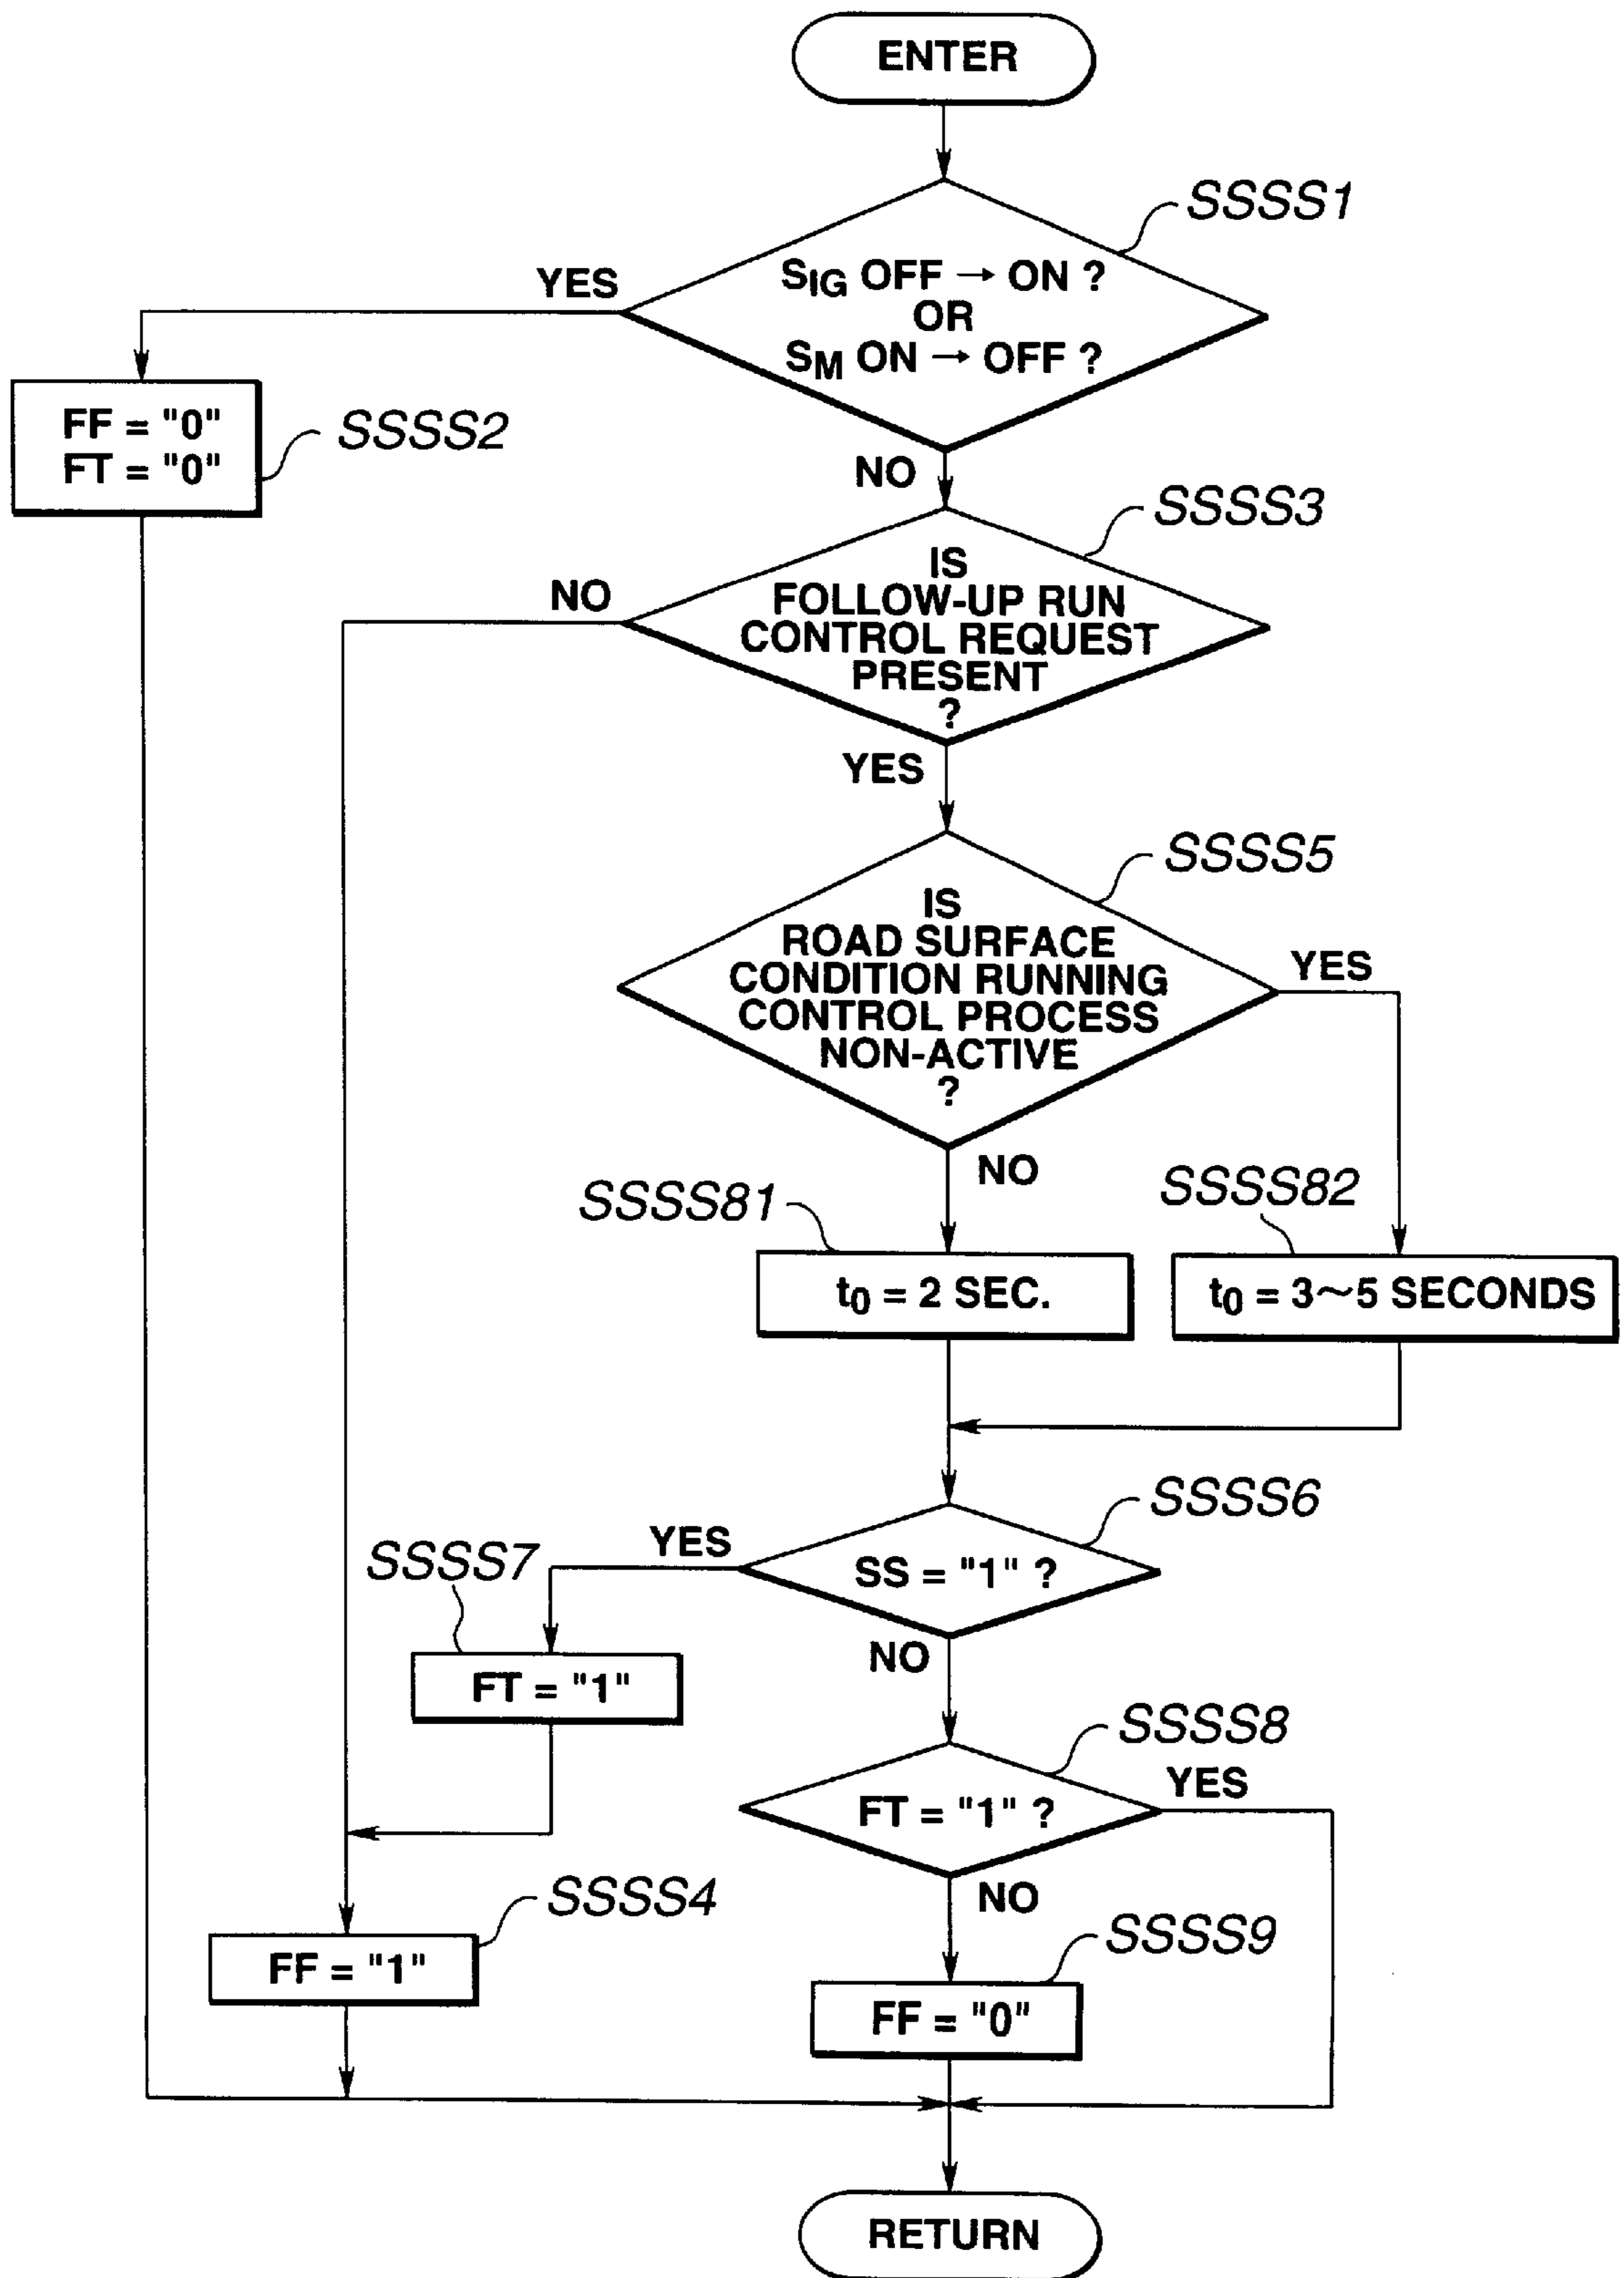 ENTER
SSSS1
SIG OFF → ON ?
OR
SM ON → OFF ?
YES
FF = "0"
FT = "0"
SSSS2
NO
SSSS3
IS
FOLLOW-UP RUN
CONTROL REQUEST
PRESENT
?
NO
YES
SSSS5
IS
ROAD SURFACE
CONDITION RUNNING
CONTROL PROCESS
NON-ACTIVE
?
YES
NO
SSSS81
SSSS82
t0 = 2 SEC.
t0 = 3~5 SECONDS
SSSS6
SS = "1" ?
YES
SSSS7
NO
FT = "1"
SSSS8
YES
FT = "1" ?
NO
SSSS4
SSSS9
FF = "1"
FF = "0"
RETURN